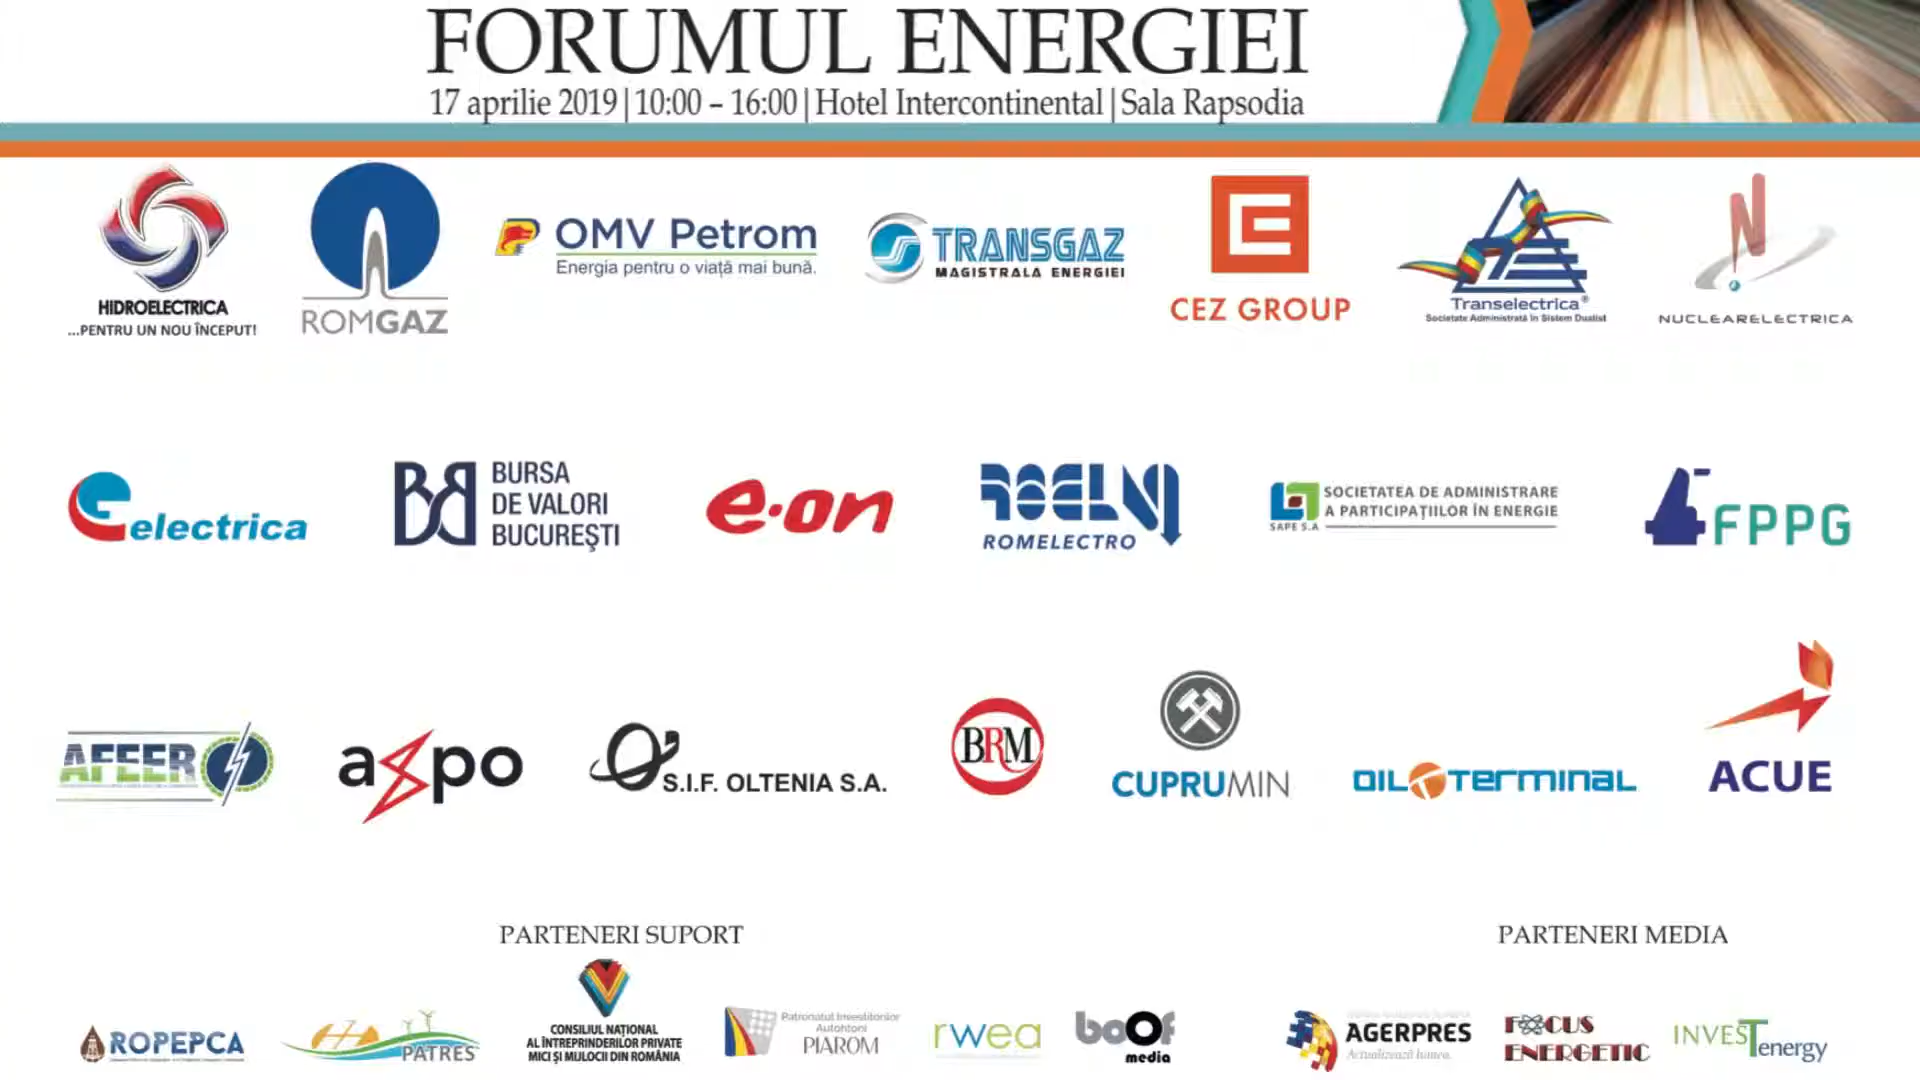 FORUMUL ENERGIEI
17 aprilie 2019|10:00 – 16:00|Hotel Intercontinental|Sala Rapsodia
HIDROELECTRICA
...PENTRU UN NOU ÎNCEPUT!
ROMGAZ
OMV Petrom
Energia pentru o viață mai bună.
TRANSGAZ
MAGISTRALA ENERGIEI
CEZ GROUP
Transelectrica®
Societate Administrată în Sistem Dualist
NUCLEARELECTRICA
electrica
BURSA
DE VALORI
BUCUREŞTI
e·on
ROEL
ROMELECTRO
SAPE S.A
SOCIETATEA DE ADMINISTRARE
A PARTICIPAȚIILOR ÎN ENERGIE
FPPG
AFEER
axpo
S.I.F. OLTENIA S.A.
BRM
CUPRUMIN
OIL TERMINAL
ACUE
PARTENERI SUPORT
PARTENERI MEDIA
ROPEPCA
PATRES
CONSILIUL NAȚIONAL
AL ÎNTREPRINDERILOR PRIVATE
MICI ȘI MIJLOCII DIN ROMÂNIA
Patronatul Investitorilor
Autohtoni
PIAROM
rwea
boOf
media
AGERPRES
Actualizează lumea.
FOCUS
ENERGETIC
INVESTenergy